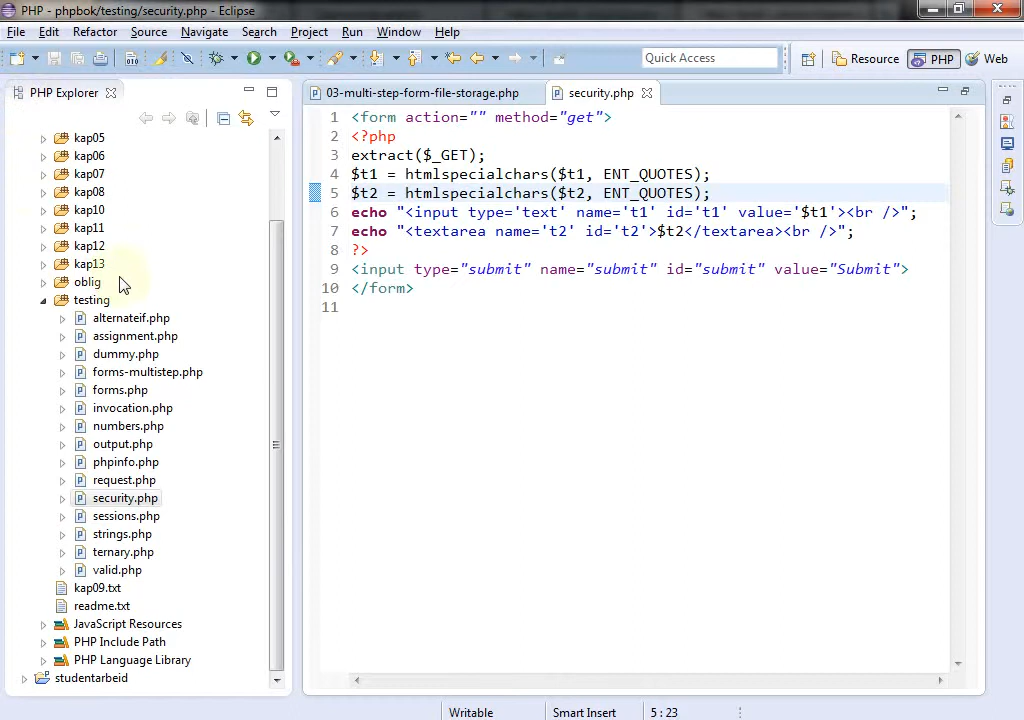 PHP - phpbok/testing/security.php - Eclipse
File Edit Refactor Source Navigate Search Project Run Window Help
Quick Access
Resource PHP Web
PHP Explorer
03-multi-step-form-file-storage.php security.php
kap05
kap06
kap07
kap08
kap10
kap11
kap12
kap13
oblig
testing
alternateif.php
assignment.php
dummy.php
forms-multistep.php
forms.php
invocation.php
numbers.php
output.php
phpinfo.php
request.php
security.php
sessions.php
strings.php
ternary.php
valid.php
kap09.txt
readme.txt
JavaScript Resources
PHP Include Path
PHP Language Library
studentarbeid
1 <form action="" method="get">
2 <?php
3 extract($_GET);
4 $t1 = htmlspecialchars($t1, ENT_QUOTES);
5 $t2 = htmlspecialchars($t2, ENT_QUOTES);
6 echo "<input type='text' name='t1' id='t1' value='$t1'><br />";
7 echo "<textarea name='t2' id='t2'>$t2</textarea><br />";
8 ?>
9 <input type="submit" name="submit" id="submit" value="Submit">
10 </form>
11
Writable Smart Insert 5 : 23